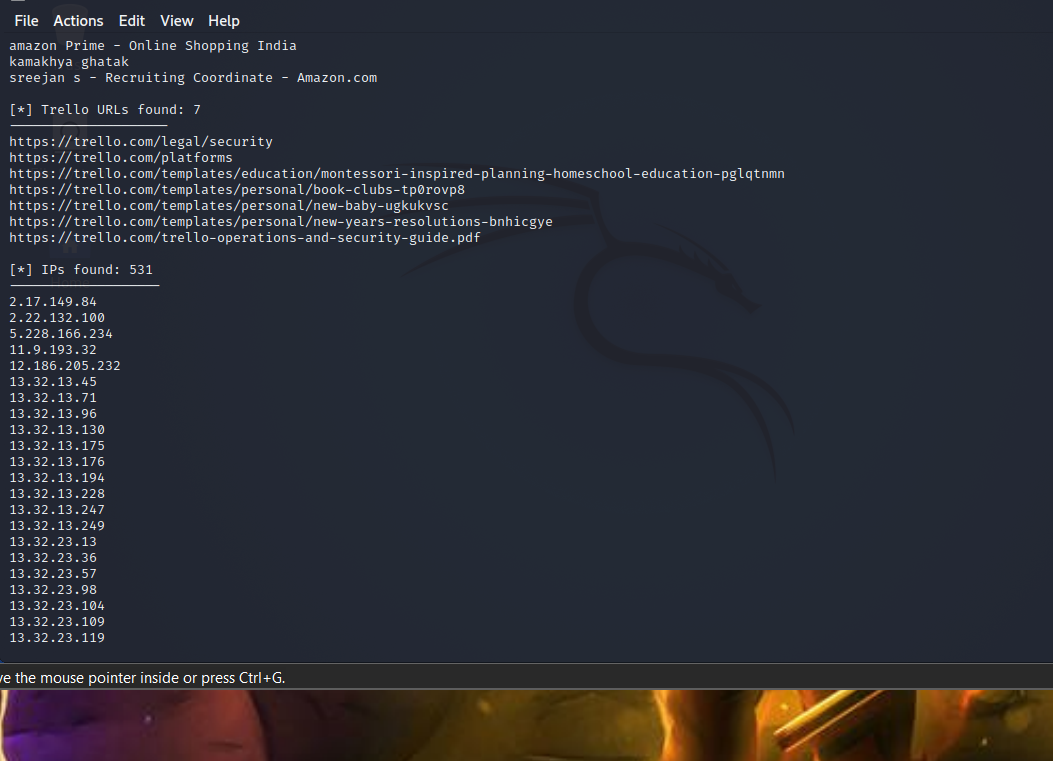 File Actions Edit View Help
amazon Prime - Online Shopping India
kamakhya ghatak
sreejan s - Recruiting Coordinate - Amazon.com
[*] Trello URLs found: 7
https://trello.com/legal/security
https://trello.com/platforms
https://trello.com/templates/education/montessori-inspired-planning-homeschool-education-pglqtnmn
https://trello.com/templates/personal/book-clubs-tp0rovp8
https://trello.com/templates/personal/new-baby-ugkukvsc
https://trello.com/templates/personal/new-years-resolutions-bnhicgye
https://trello.com/trello-operations-and-security-guide.pdf
[*] IPs found: 531
2.17.149.84
2.22.132.100
5.228.166.234
11.9.193.32
12.186.205.232
13.32.13.45
13.32.13.71
13.32.13.96
13.32.13.130
13.32.13.175
13.32.13.176
13.32.13.194
13.32.13.228
13.32.13.247
13.32.13.249
13.32.23.13
13.32.23.36
13.32.23.57
13.32.23.98
13.32.23.104
13.32.23.109
13.32.23.119
ve the mouse pointer inside or press Ctrl+G.